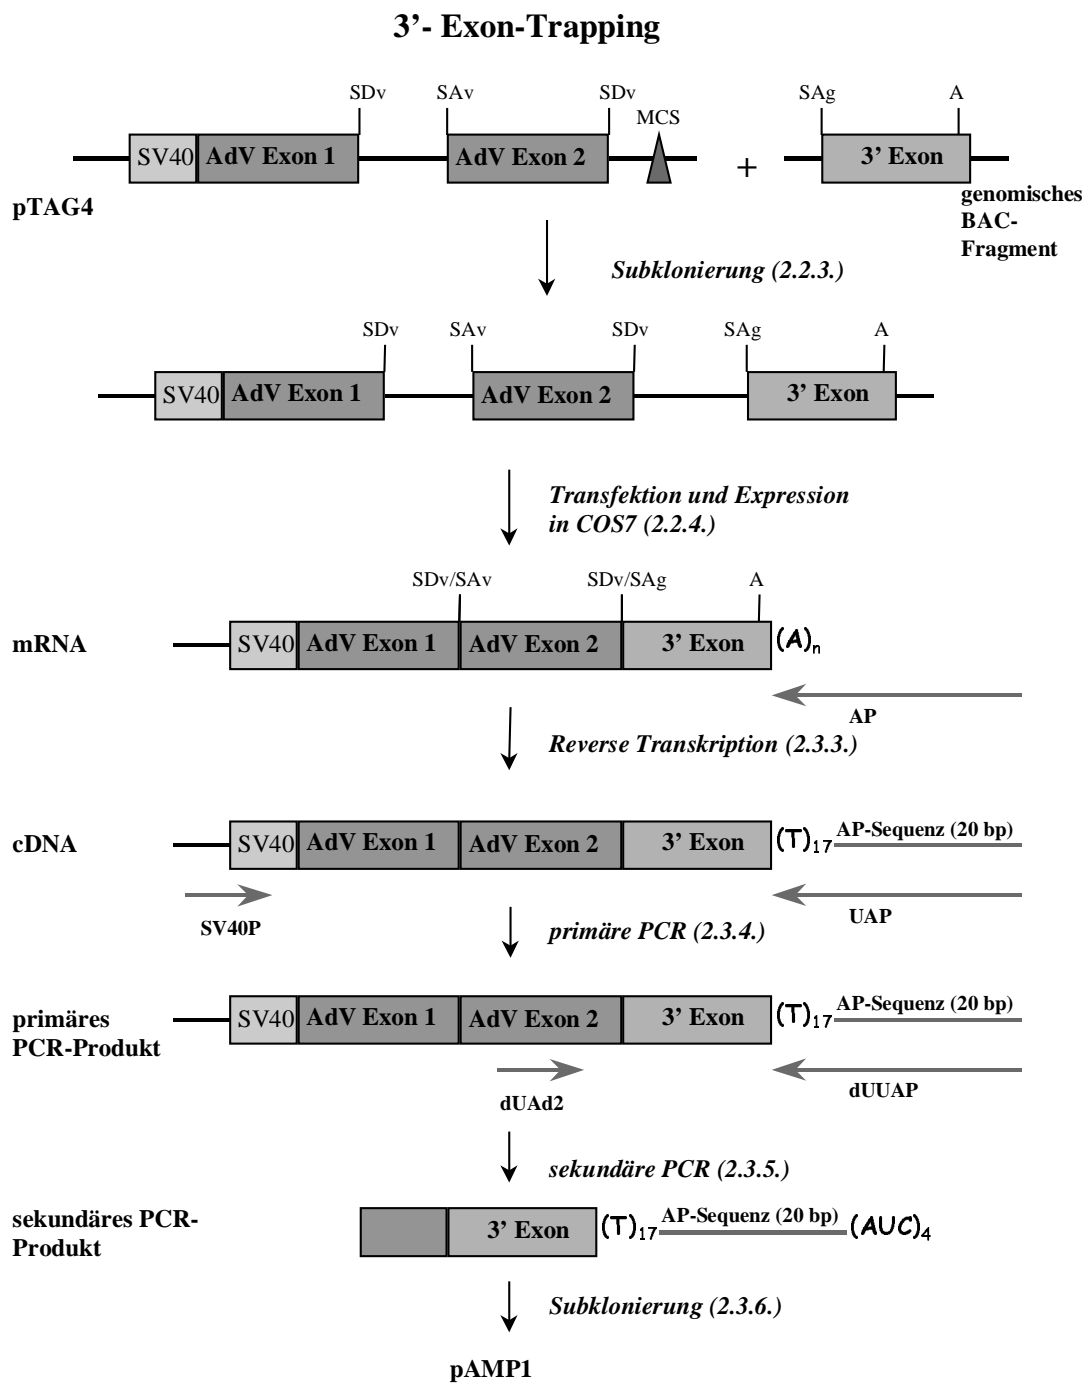 3’- Exon-Trapping
SDv SAv SDv SAg A
MCS
SV40 AdV Exon 1 AdV Exon 2 + 3’ Exon
pTAG4
genomisches
BAC-
Fragment
Subklonierung (2.2.3.)
SDv SAv SDv SAg A
SV40 AdV Exon 1 AdV Exon 2 3’ Exon
Transfektion und Expression
in COS7 (2.2.4.)
SDv/SAv SDv/SAg A
mRNA SV40 AdV Exon 1 AdV Exon 2 3’ Exon (A)n
AP
Reverse Transkription (2.3.3.)
cDNA SV40 AdV Exon 1 AdV Exon 2 3’ Exon (T)17 AP-Sequenz (20 bp)
SV40P UAP
primäre PCR (2.3.4.)
primäres
PCR-Produkt
SV40 AdV Exon 1 AdV Exon 2 3’ Exon (T)17 AP-Sequenz (20 bp)
dUAd2 dUUAP
sekundäre PCR (2.3.5.)
sekundäres PCR-
Produkt
3’ Exon (T)17 AP-Sequenz (20 bp) (AUC)4
Subklonierung (2.3.6.)
pAMP1